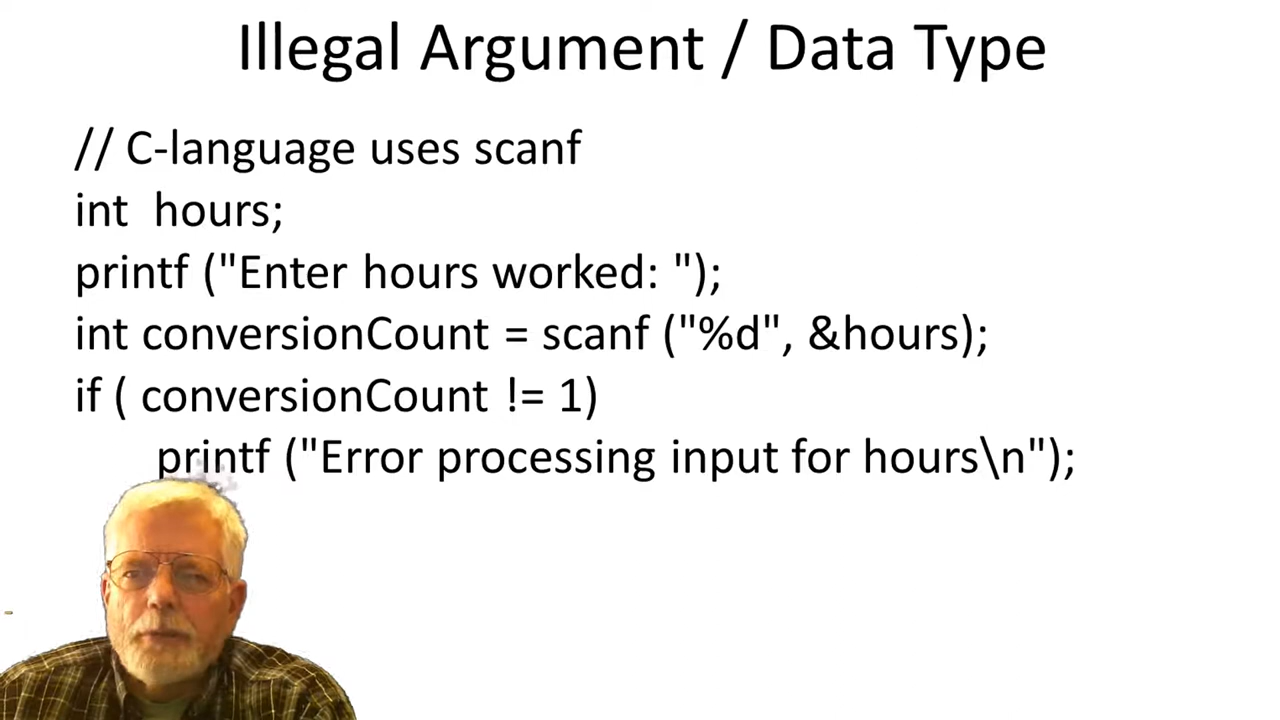 Illegal Argument / Data Type
// C-language uses scanf
int  hours;
printf ("Enter hours worked: ");
int conversionCount = scanf ("%d", &hours);
if ( conversionCount != 1)
printf ("Error processing input for hours\n");